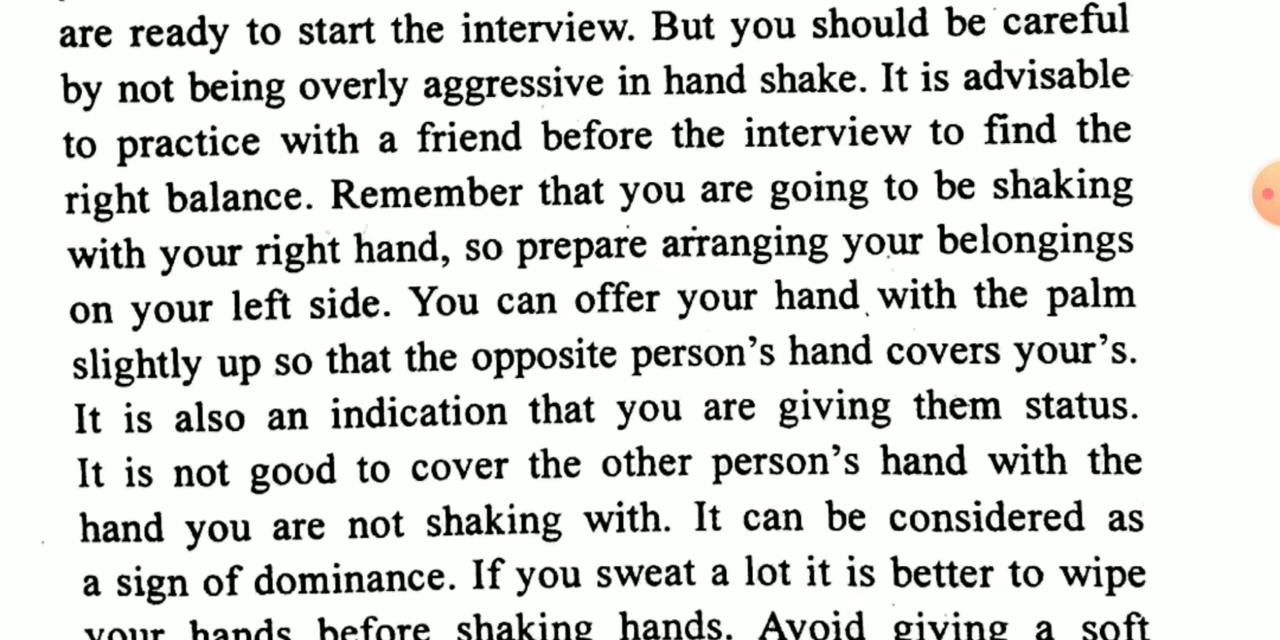 are ready to start the interview. But you should be careful
by not being overly aggressive in hand shake. It is advisable
to practice with a friend before the interview to find the
right balance. Remember that you are going to be shaking
with your right hand, so prepare arranging your belongings
on your left side. You can offer your hand with the palm
slightly up so that the opposite person's hand covers your's.
It is also an indication that you are giving them status.
It is not good to cover the other person's hand with the
hand you are not shaking with. It can be considered as
a sign of dominance. If you sweat a lot it is better to wipe
your hands before shaking hands. Avoid giving a soft